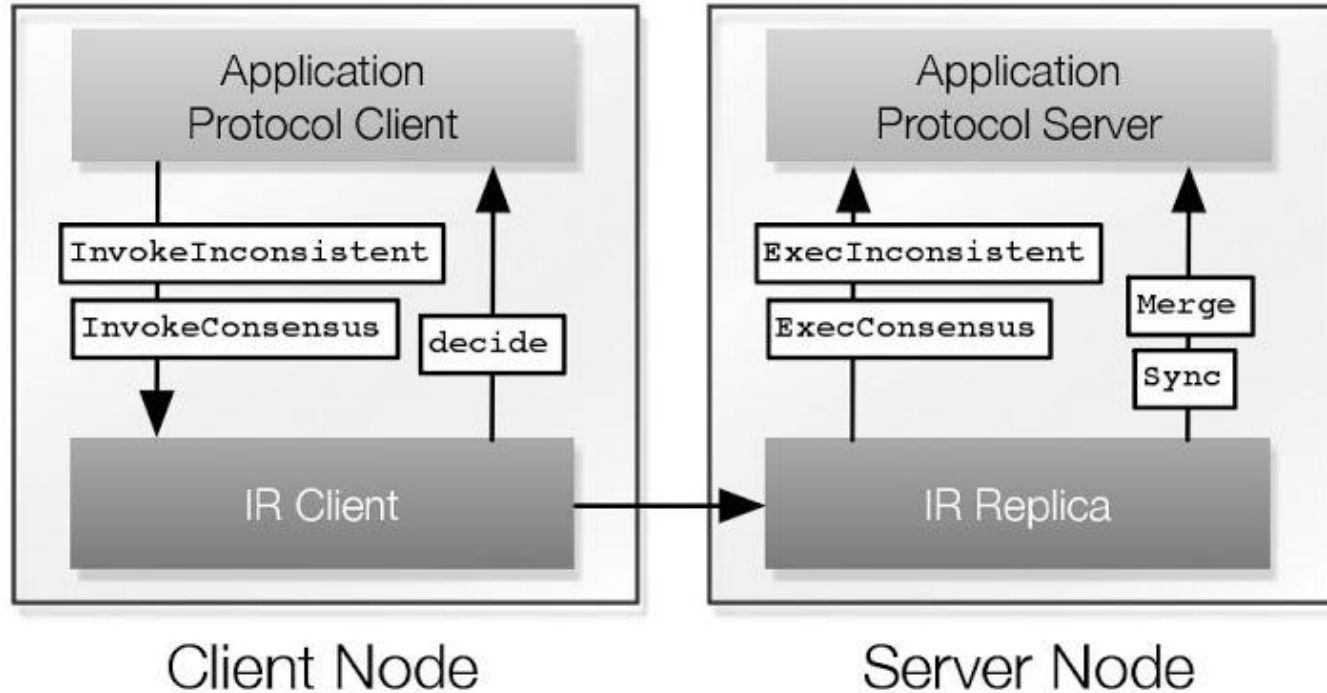 Application
Protocol Client
InvokeInconsistent
InvokeConsensus
decide
IR Client
Client Node
Application
Protocol Server
ExecInconsistent
ExecConsensus
Merge
Sync
IR Replica
Server Node